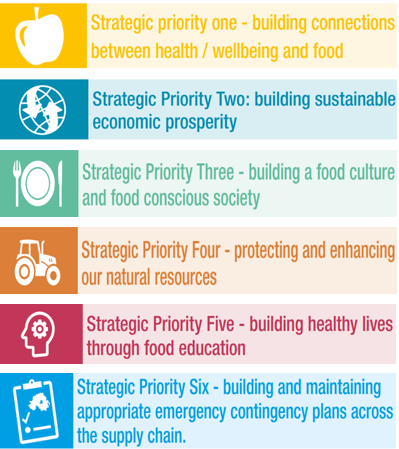 Strategic priority one - building connections
between health / wellbeing and food
Strategic Priority Two: building sustainable
economic prosperity
Strategic Priority Three - building a food culture
and food conscious society
Strategic Priority Four - protecting and enhancing
our natural resources
Strategic Priority Five - building healthy lives
through food education
Strategic Priority Six - building and maintaining
appropriate emergency contingency plans across
the supply chain.